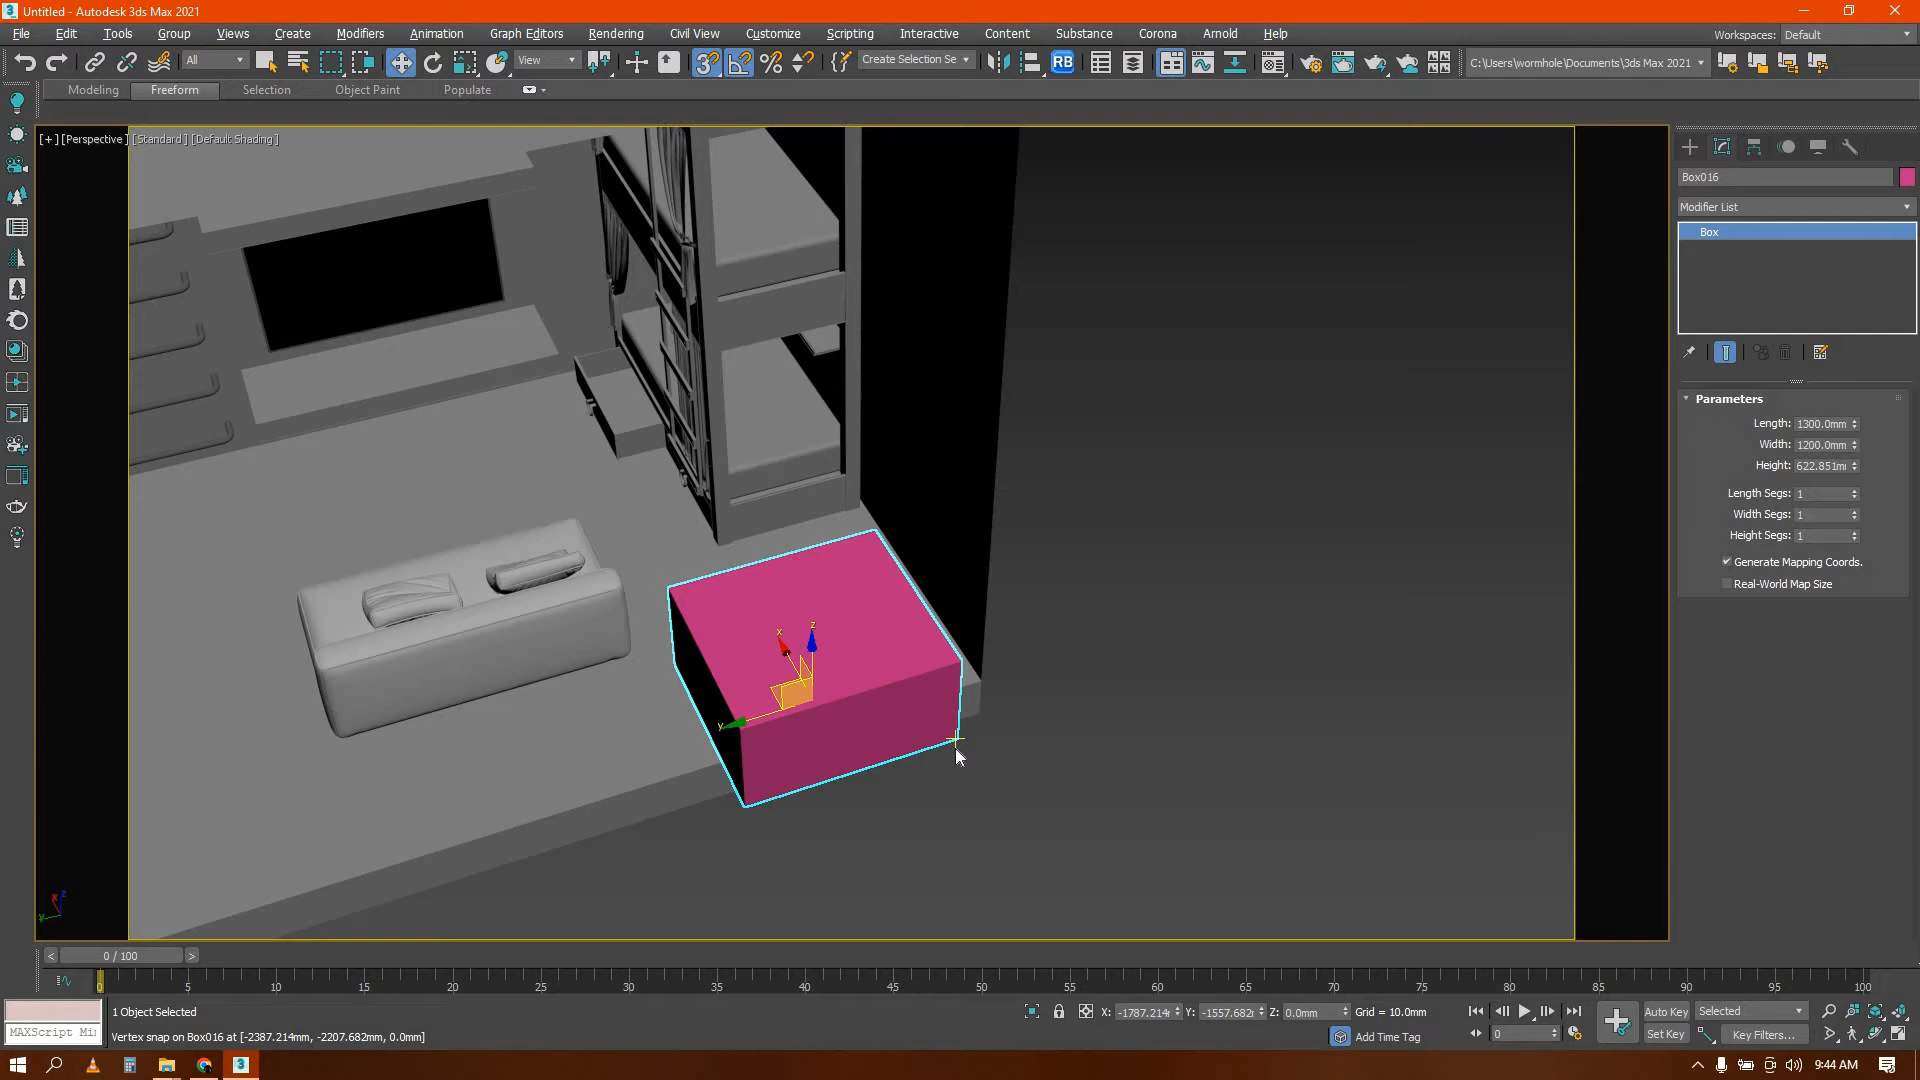 Untitled - Autodesk 3ds Max 2021
File Edit Tools Group Views Create Modifiers Animation Graph Editors Rendering Civil View Customize Scripting Interactive Content Substance Corona Arnold Help Workspaces: Default
All View Create Selection Se RB C:\Users\wormhole\Documents\3ds Max 2021
Modeling Freeform Selection Object Paint Populate
[+] [Perspective] [Standard] [Default Shading]
Box016
Modifier List
Box
Parameters
Length: 1300.0mm
Width: 1200.0mm
Height: 622.851m
Length Segs: 1
Width Segs: 1
Height Segs: 1
Generate Mapping Coords.
Real-World Map Size
x z
y
x z
y
< 0 / 100 >
0 5 10 15 20 25 30 35 40 45 50 55 60 65 70 75 80 85 90 95 100
1 Object Selected X: -1787.214r Y: -1557.682r Z: 0.0mm Grid = 10.0mm Auto Key Selected
MAXScript Mi Vertex snap on Box016 at [-2387.214mm, -2207.682mm, 0.0mm] Add Time Tag 0 Set Key Key Filters...
9:44 AM